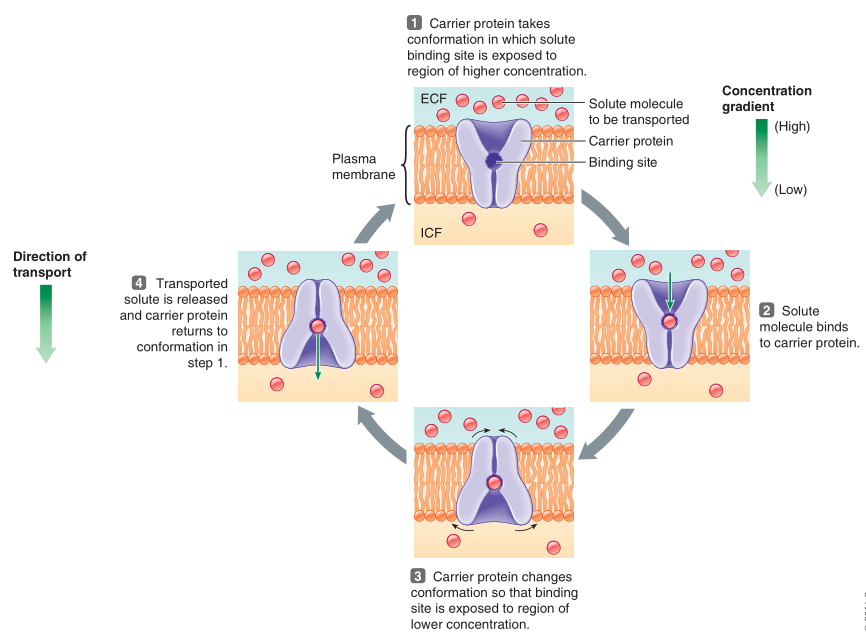 1 Carrier protein takes
conformation in which solute
binding site is exposed to
region of higher concentration.
ECF
Solute molecule
to be transported
Carrier protein
Binding site
Plasma
membrane
ICF
Concentration
gradient
(High)
(Low)
Direction of
transport
4 Transported
solute is released
and carrier protein
returns to
conformation in
step 1.
2 Solute
molecule binds
to carrier protein.
3 Carrier protein changes
conformation so that binding
site is exposed to region of
lower concentration.